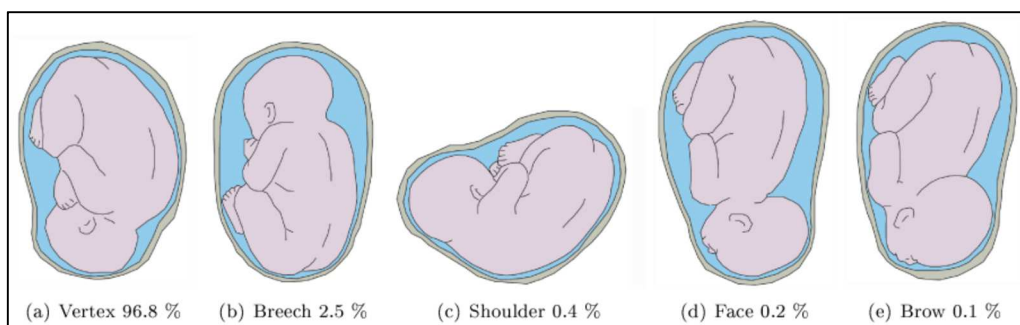 (a) Vertex 96.8 % (b) Breech 2.5 % (c) Shoulder 0.4 % (d) Face 0.2 % (e) Brow 0.1 %